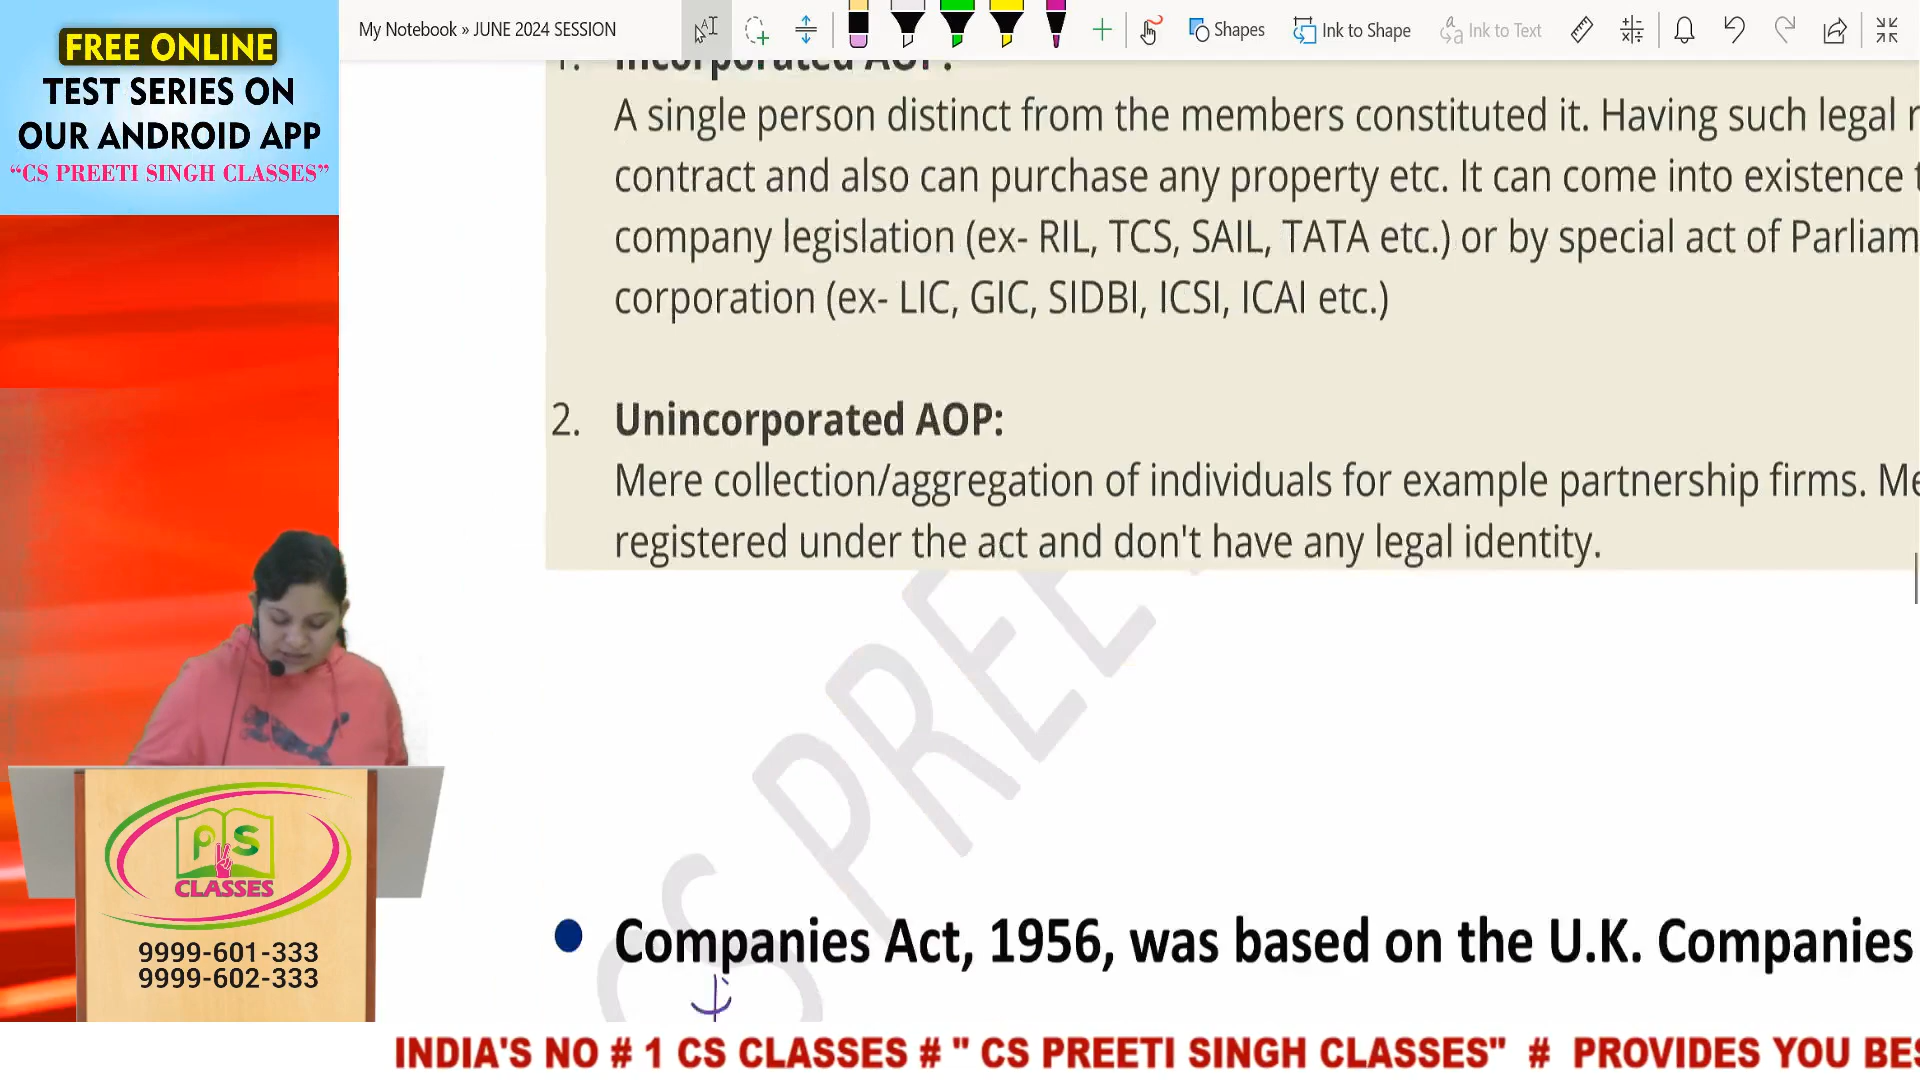 FREE ONLINE
TEST SERIES ON
OUR ANDROID APP
“CS PREETI SINGH CLASSES”
My Notebook » JUNE 2024 SESSION
Shapes
Ink to Shape
Ink to Text
1. Incorporated AOP:
A single person distinct from the members constituted it. Having such legal
contract and also can purchase any property etc. It can come into existence
company legislation (ex- RIL, TCS, SAIL, TATA etc.) or by special act of
corporation (ex- LIC, GIC, SIDBI, ICSI, ICAI etc.)
2. Unincorporated AOP:
Mere collection/aggregation of individuals for example partnership firms.
registered under the act and don't have any legal identity.
CS PREE
• Companies Act, 1956, was based on the U.K. Companies
PS
CLASSES
9999-601-333
9999-602-333
INDIA'S NO # 1 CS CLASSES # " CS PREETI SINGH CLASSES" # PROVIDES YOU